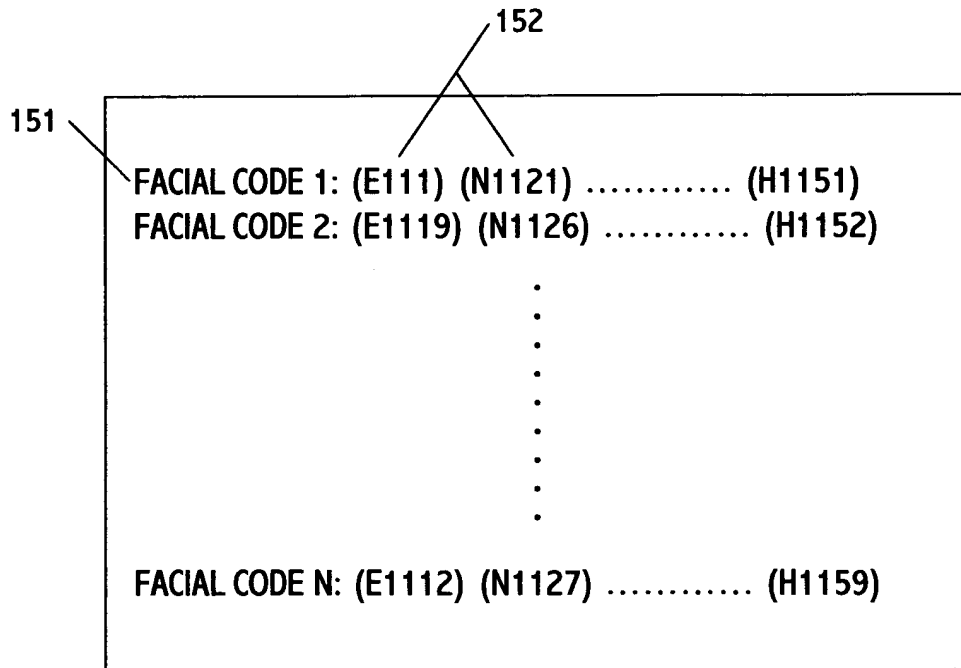 152
151
FACIAL CODE 1: (E111) (N1121) ............ (H1151)
FACIAL CODE 2: (E1119) (N1126) ............ (H1152)
FACIAL CODE N: (E1112) (N1127) ............ (H1159)